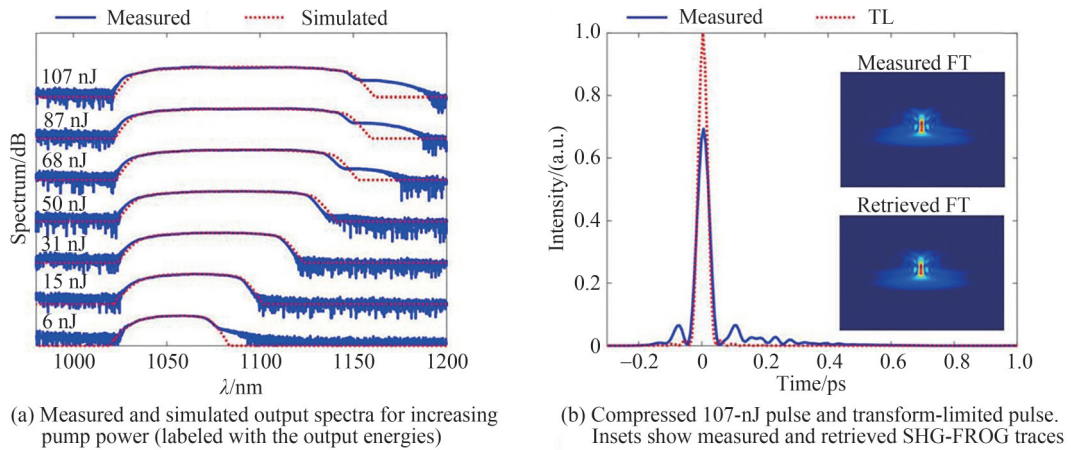 Measured Simulated
Spectrum/dB
107 nJ
87 nJ
68 nJ
50 nJ
31 nJ
15 nJ
6 nJ
1000 1050 1100 1150 1200
λ/nm
(a) Measured and simulated output spectra for increasing
pump power (labeled with the output energies)
Measured TL
Intensity/(a.u.)
1.0
0.8
0.6
0.4
0.2
0
Measured FT
Retrieved FT
−0.2 0 0.2 0.4 0.6 0.8 1.0
Time/ps
(b) Compressed 107-nJ pulse and transform-limited pulse.
Insets show measured and retrieved SHG-FROG traces